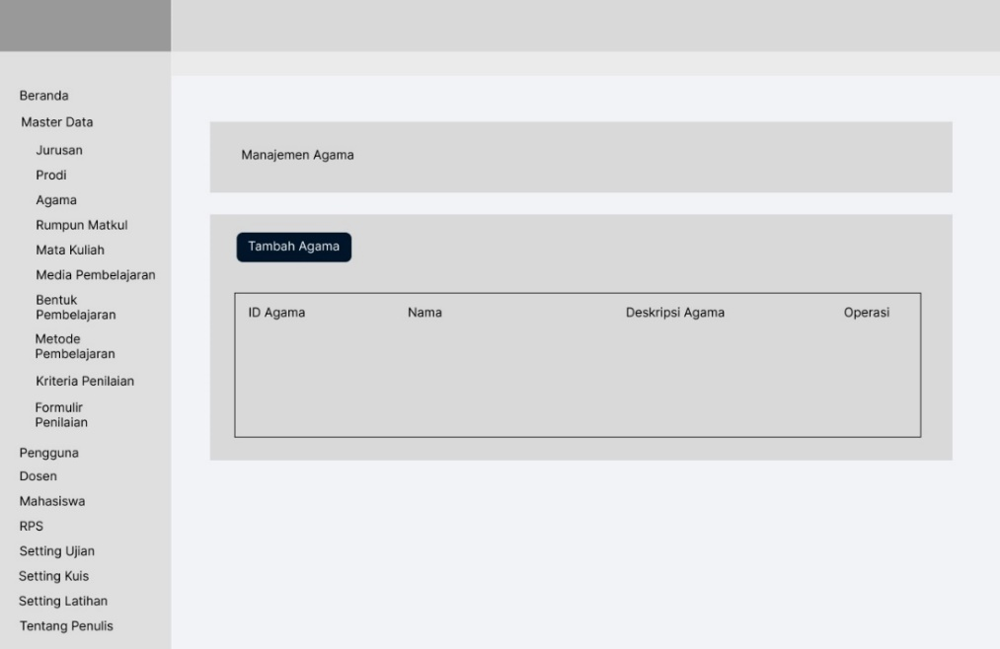 Beranda
Master Data
Jurusan
Prodi
Agama
Rumpun Matkul
Mata Kuliah
Media Pembelajaran
Bentuk
Pembelajaran
Metode
Pembelajaran
Kriteria Penilaian
Formulir
Penilaian
Pengguna
Dosen
Mahasiswa
RPS
Setting Ujian
Setting Kuis
Setting Latihan
Tentang Penulis
Manajemen Agama
Tambah Agama
ID Agama Nama Deskripsi Agama Operasi